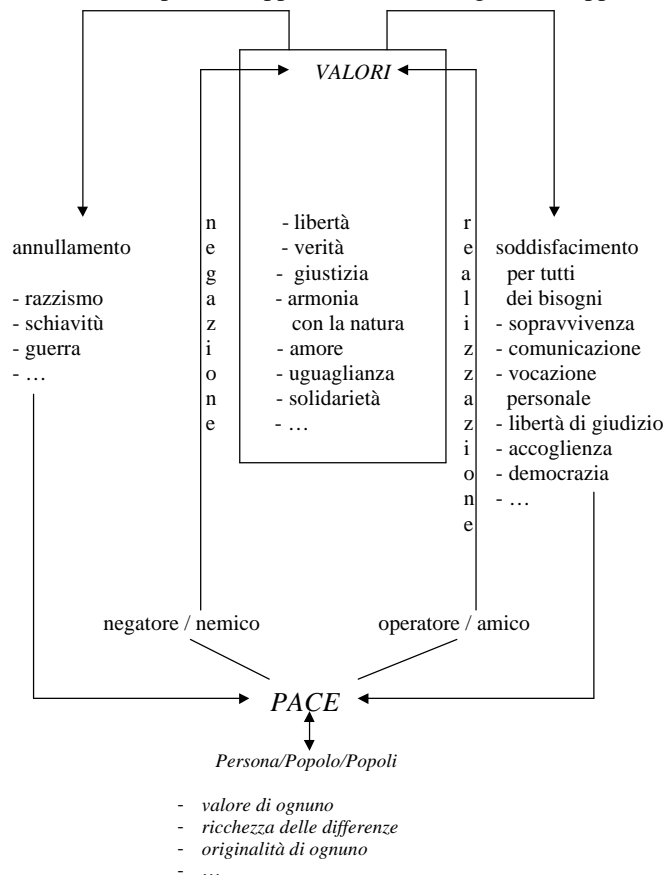 VALORI
annullamento
- razzismo
- schiavitù
- guerra
- …
negazione
- libertà
- verità
- giustizia
- armonia
con la natura
- amore
- uguaglianza
- solidarietà
- …
realizzazione
soddisfacimento
per tutti
dei bisogni
- sopravvivenza
- comunicazione
- vocazione
personale
- libertà di giudizio
- accoglienza
- democrazia
- …
negatore / nemico
operatore / amico
PACE
Persona/Popolo/Popoli
- valore di ognuno
- ricchezza delle differenze
- originalità di ognuno
- …